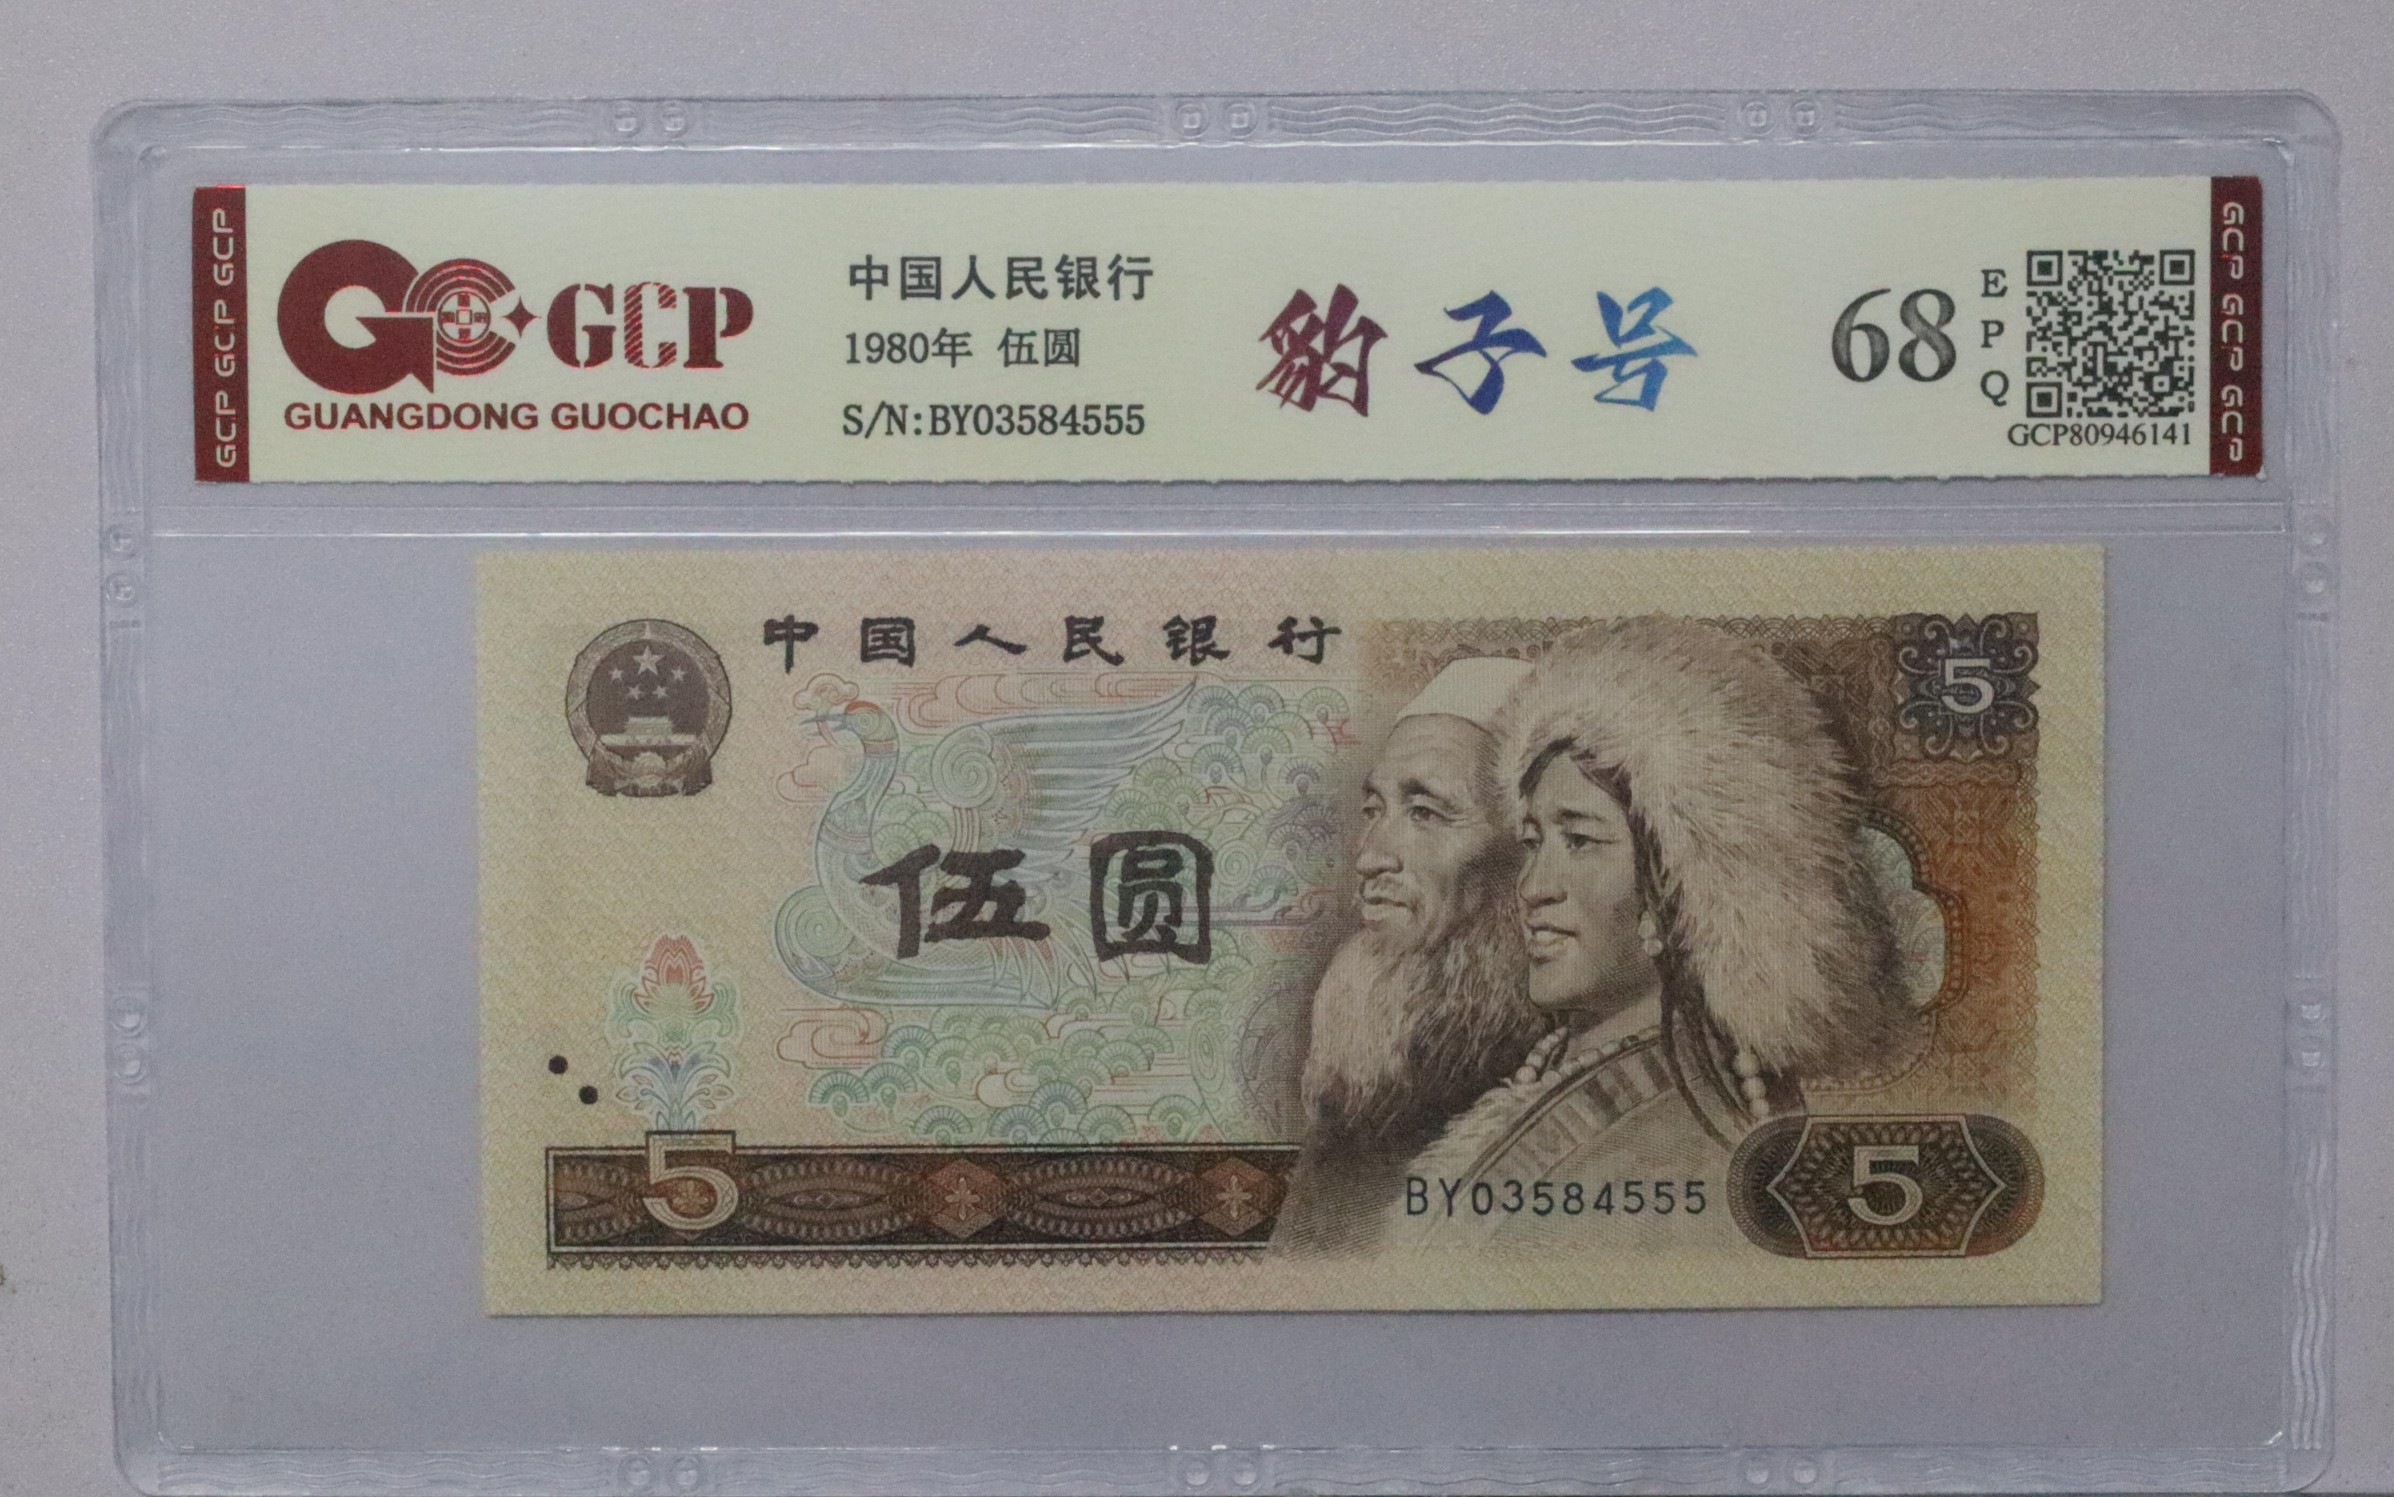 GCP GCP GCP
GCP
GUANGDONG GUOCHAO
中国人民银行
1980年 伍圆
S/N:BY03584555
豹子号
68
E
P
Q
GCP80946141
GCP GCP GCP
中国人民银行
5
伍圆
5
BY03584555
5